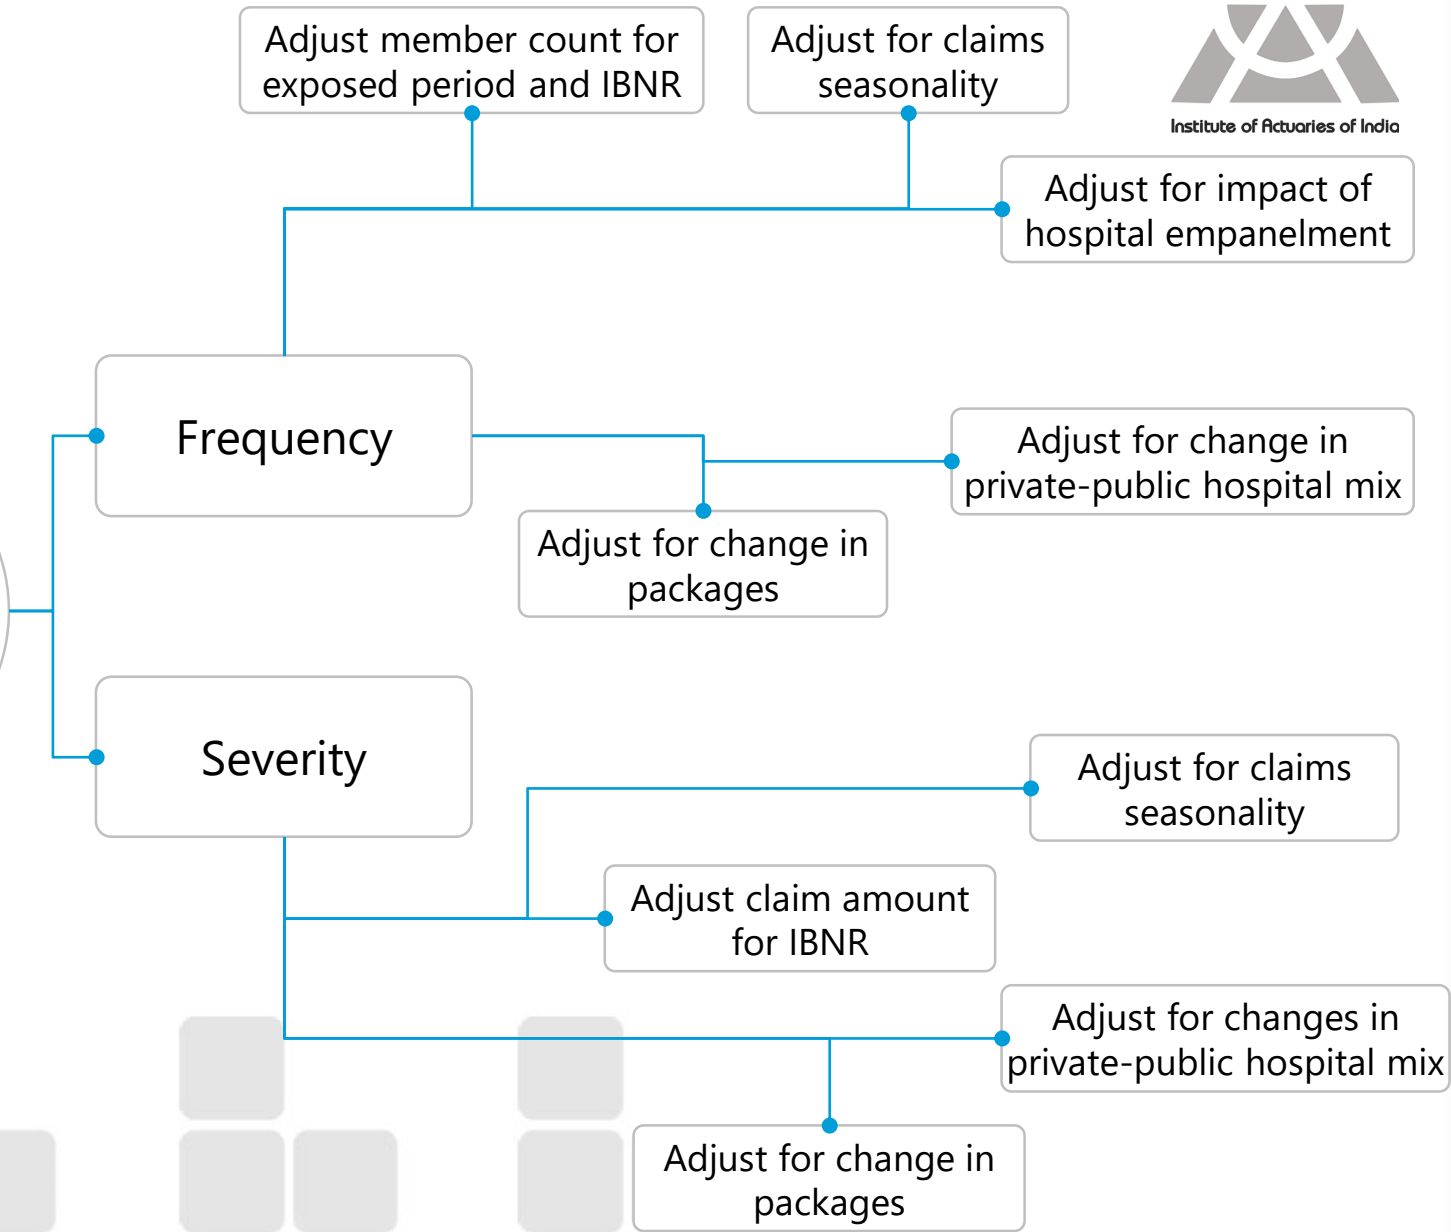 Adjust member count for
exposed period and IBNR
Adjust for claims
seasonality
Institute of Actuaries of India
Adjust for impact of
hospital empanelment
Frequency
Adjust for change in
private-public hospital mix
Adjust for change in
packages
Severity
Adjust for claims
seasonality
Adjust claim amount
for IBNR
Adjust for changes in
private-public hospital mix
Adjust for change in
packages